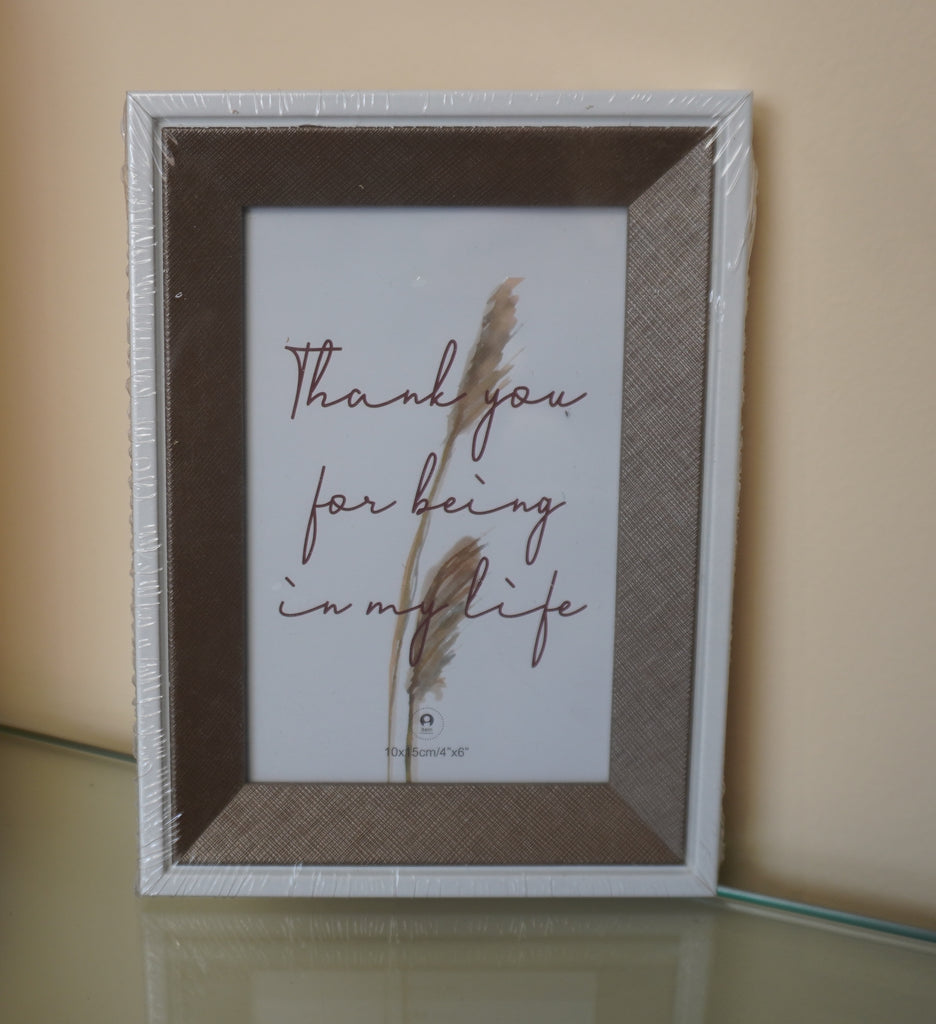 Thank you
for being
in my life
10x15cm/4"x6"